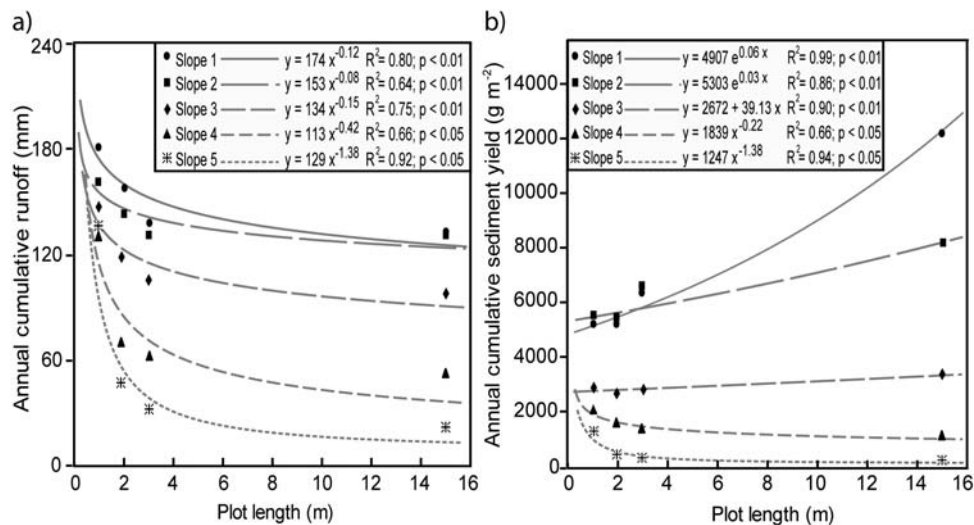 a)
Annual cumulative runoff (mm)
240
180
120
60
0
Slope 1 y = 174 x^-0.12 R²= 0.80; p < 0.01
Slope 2 y = 153 x^-0.08 R²= 0.64; p < 0.01
Slope 3 y = 134 x^-0.15 R²= 0.75; p < 0.01
Slope 4 y = 113 x^-0.42 R²= 0.66; p < 0.05
Slope 5 y = 129 x^-1.38 R²= 0.92; p < 0.05
0 2 4 6 8 10 12 14 16
Plot length (m)
b)
Annual cumulative sediment yield (g m⁻²)
14000
12000
10000
8000
6000
4000
2000
0
Slope 1 y = 4907 e^0.06 x R²= 0.99; p < 0.01
Slope 2 y = 5303 e^0.03 x R²= 0.86; p < 0.01
Slope 3 y = 2672 + 39.13 x R²= 0.90; p < 0.01
Slope 4 y = 1839 x^-0.22 R²= 0.66; p < 0.05
Slope 5 y = 1247 x^-1.38 R²= 0.94; p < 0.05
0 2 4 6 8 10 12 14 16
Plot length (m)